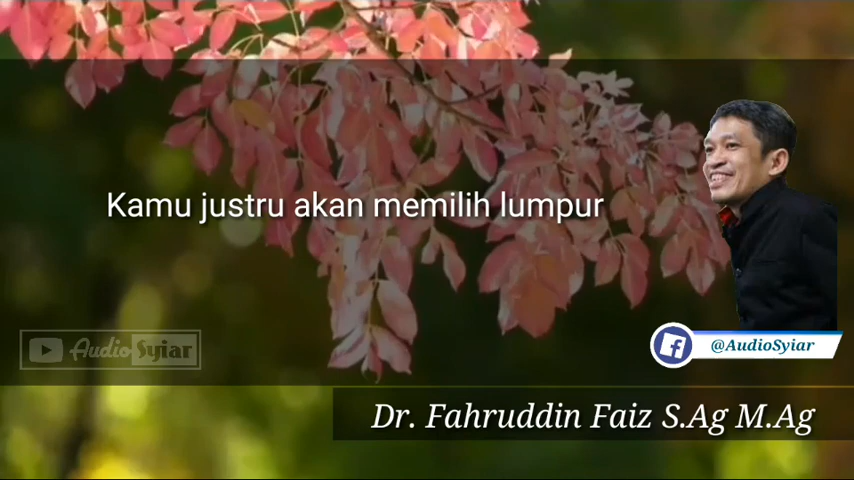 Kamu justru akan memilih lumpur
Audio Syiar
@AudioSyiar
Dr. Fahruddin Faiz S.Ag M.Ag